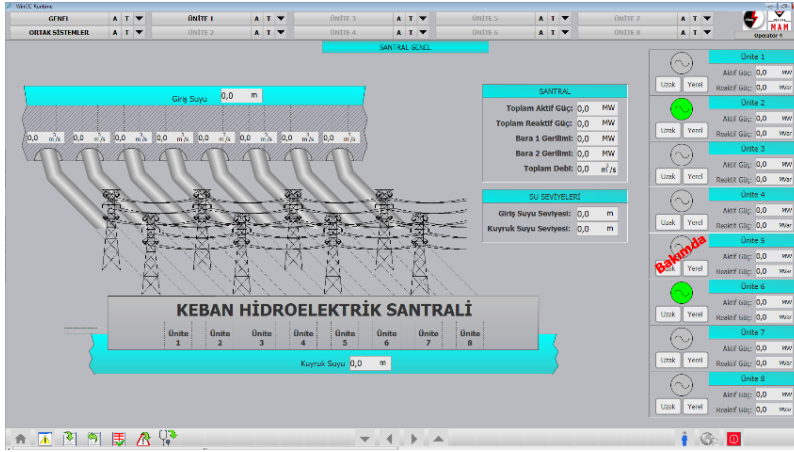 WinCC Runtime
GENEL A T ÜNİTE 1 A T ÜNİTE 3 A T ÜNİTE 5 A T ÜNİTE 7 A T
ORTAK SİSTEMLER A T ÜNİTE 2 A T ÜNİTE 4 A T ÜNİTE 6 A T ÜNİTE 8 A T
MAM
Operatör 1
SANTRAL GENEL
Giriş Suyu 0,0 m
0,0 m³/s 0,0 m³/s 0,0 m³/s 0,0 m³/s 0,0 m³/s 0,0 m³/s 0,0 m³/s
SANTRAL
Toplam Aktif Güç: 0,0 MW
Toplam Reaktif Güç: 0,0 MW
Bara 1 Gerilimi: 0,0 MW
Bara 2 Gerilimi: 0,0 MW
Toplam Debi: 0,0 m³/s
SU SEVİYELERİ
Giriş Suyu Seviyesi: 0,0 m
Kuyruk Suyu Seviyesi: 0,0 m
KEBAN HİDROELEKTRİK SANTRALİ
Ünite Ünite Ünite Ünite Ünite Ünite Ünite Ünite
1 2 3 4 5 6 7 8
Kuyruk Suyu 0,0 m
Ünite 1
Aktif Güç: 0,0 MW
Uzak Yerel Reaktif Güç: 0,0 MVar
Ünite 2
Aktif Güç: 0,0 MW
Uzak Yerel Reaktif Güç: 0,0 MVar
Ünite 3
Aktif Güç: 0,0 MW
Uzak Yerel Reaktif Güç: 0,0 MVar
Ünite 4
Aktif Güç: 0,0 MW
Uzak Yerel Reaktif Güç: 0,0 MVar
Ünite 5
Bakımda
Aktif Güç: 0,0 MW
Uzak Yerel Reaktif Güç: 0,0 MVar
Ünite 6
Aktif Güç: 0,0 MW
Uzak Yerel Reaktif Güç: 0,0 MVar
Ünite 7
Aktif Güç: 0,0 MW
Uzak Yerel Reaktif Güç: 0,0 MVar
Ünite 8
Aktif Güç: 0,0 MW
Uzak Yerel Reaktif Güç: 0,0 MVar